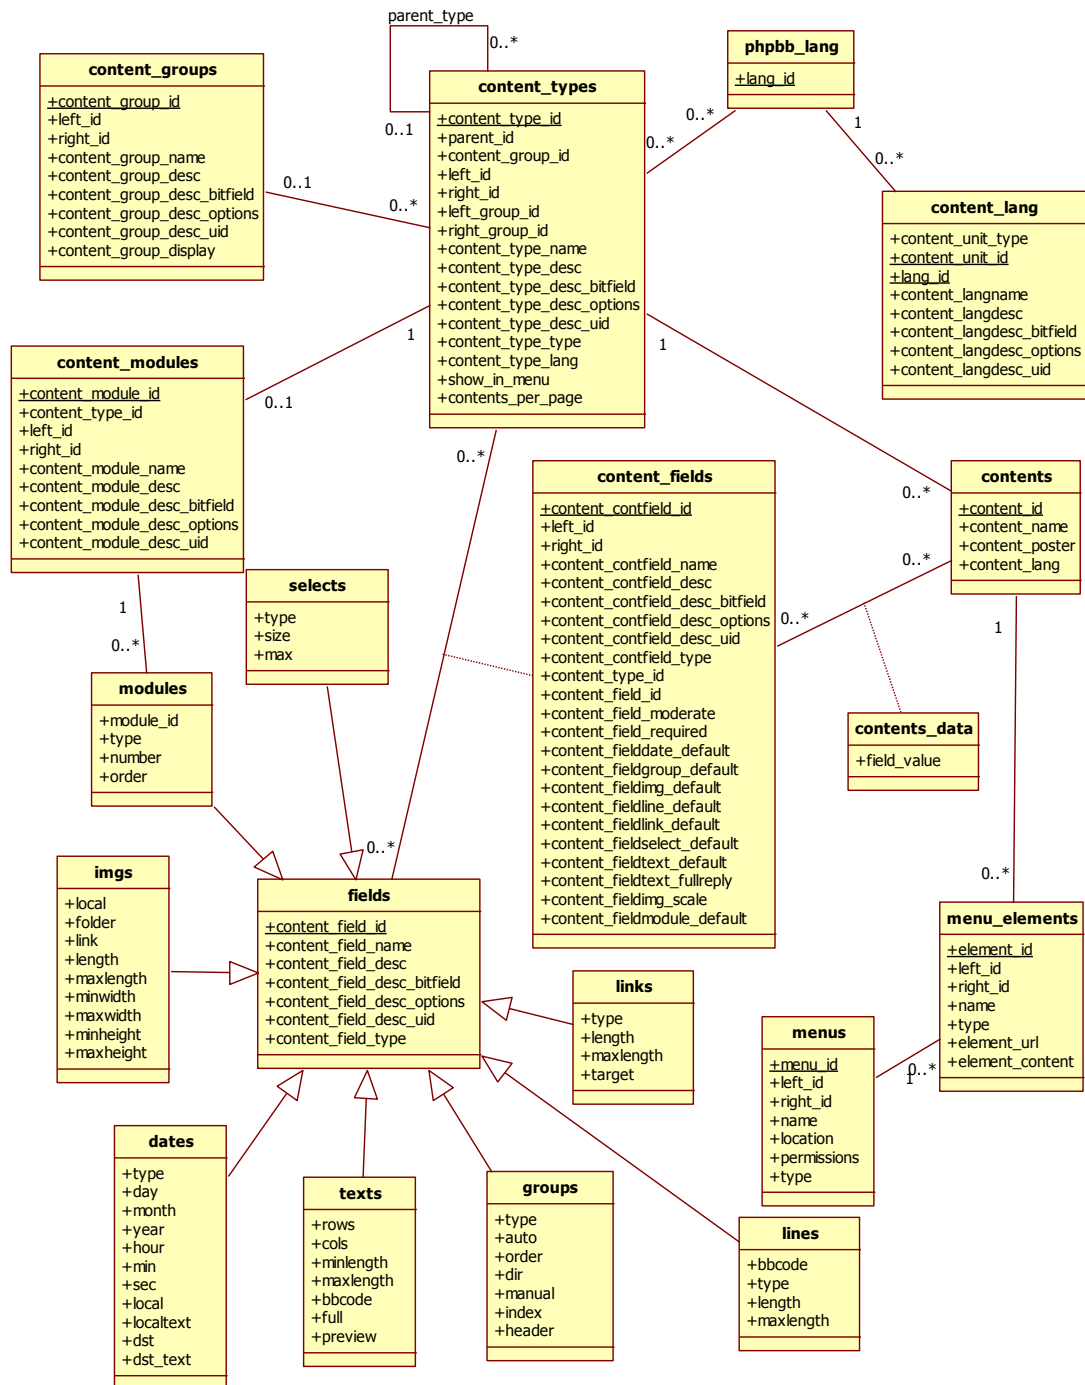 parent_type
0..*
0..1
content_groups
+content_group_id
+left_id
+right_id
+content_group_name
+content_group_desc
+content_group_desc_bitfield
+content_group_desc_options
+content_group_desc_uid
+content_group_display
0..1
0..*
content_types
+content_type_id
+parent_id
+content_group_id
+left_id
+right_id
+left_group_id
+right_group_id
+content_type_name
+content_type_desc
+content_type_desc_bitfield
+content_type_desc_options
+content_type_desc_uid
+content_type_type
+content_type_lang
+show_in_menu
+contents_per_page
phpbb_lang
+lang_id
0..*
0..*
1
0..*
content_lang
+content_unit_type
+content_unit_id
+lang_id
+content_langname
+content_langdesc
+content_langdesc_bitfield
+content_langdesc_options
+content_langdesc_uid
1
0..1
1
0..*
content_modules
+content_module_id
+content_type_id
+left_id
+right_id
+content_module_name
+content_module_desc
+content_module_desc_bitfield
+content_module_desc_options
+content_module_desc_uid
1
0..*
selects
+type
+size
+max
0..*
0..*
content_fields
+content_contfield_id
+left_id
+right_id
+content_contfield_name
+content_contfield_desc
+content_contfield_desc_bitfield
+content_contfield_desc_options
+content_contfield_desc_uid
+content_contfield_type
+content_type_id
+content_field_id
+content_field_moderate
+content_field_required
+content_fielddate_default
+content_fieldgroup_default
+content_fieldimg_default
+content_fieldline_default
+content_fieldlink_default
+content_fieldselect_default
+content_fieldtext_default
+content_fieldtext_fullreply
+content_fieldimg_scale
+content_fieldmodule_default
contents
+content_id
+content_name
+content_poster
+content_lang
0..*
0..*
1
0..*
contents_data
+field_value
modules
+module_id
+type
+number
+order
imgs
+local
+folder
+link
+length
+maxlength
+minwidth
+maxwidth
+minheight
+maxheight
fields
+content_field_id
+content_field_name
+content_field_desc
+content_field_desc_bitfield
+content_field_desc_options
+content_field_desc_uid
+content_field_type
links
+type
+length
+maxlength
+target
menu_elements
+element_id
+left_id
+right_id
+name
+type
+element_url
+element_content
0..*
1
menus
+menu_id
+left_id
+right_id
+name
+location
+permissions
+type
dates
+type
+day
+month
+year
+hour
+min
+sec
+local
+localtext
+dst
+dst_text
texts
+rows
+cols
+minlength
+maxlength
+bbcode
+full
+preview
groups
+type
+auto
+order
+dir
+manual
+index
+header
lines
+bbcode
+type
+length
+maxlength